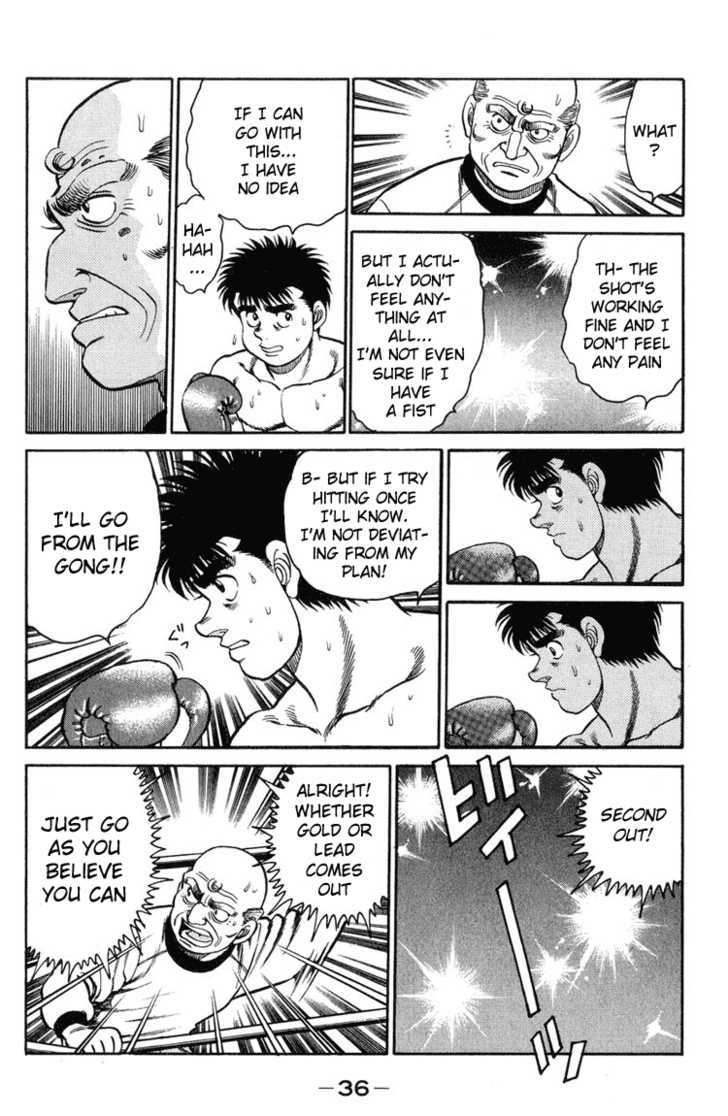 WHAT
?
TH- THE
SHOT'S
WORKING
FINE AND I
DON'T FEEL
ANY PAIN
BUT I ACTU-
ALLY DON'T
FEEL ANY-
THING AT
ALL...
I'M NOT EVEN
SURE IF I
HAVE
A FIST
IF I CAN
GO WITH
THIS...
I HAVE
NO IDEA
HA-
HAH
...
B- BUT IF I TRY
HITTING ONCE
I'LL KNOW.
I'M NOT DEVIAT-
ING FROM MY
PLAN!
I'LL GO
FROM THE
GONG!!
グッ
SECOND
OUT!
ビィーッ
ALRIGHT!
WHETHER
GOLD OR
LEAD
COMES
OUT
JUST GO
AS YOU
BELIEVE
YOU CAN
—36—